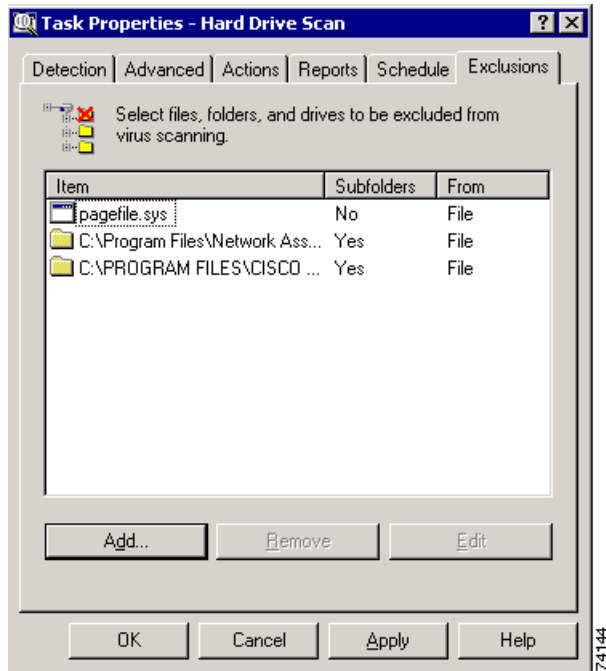 Task Properties - Hard Drive Scan
Detection Advanced Actions Reports Schedule Exclusions
Select files, folders, and drives to be excluded from
virus scanning.
Item Subfolders From
pagefile.sys No File
C:\Program Files\Network Ass... Yes File
C:\PROGRAM FILES\CISCO ... Yes File
Add... Remove Edit
OK Cancel Apply Help
74144